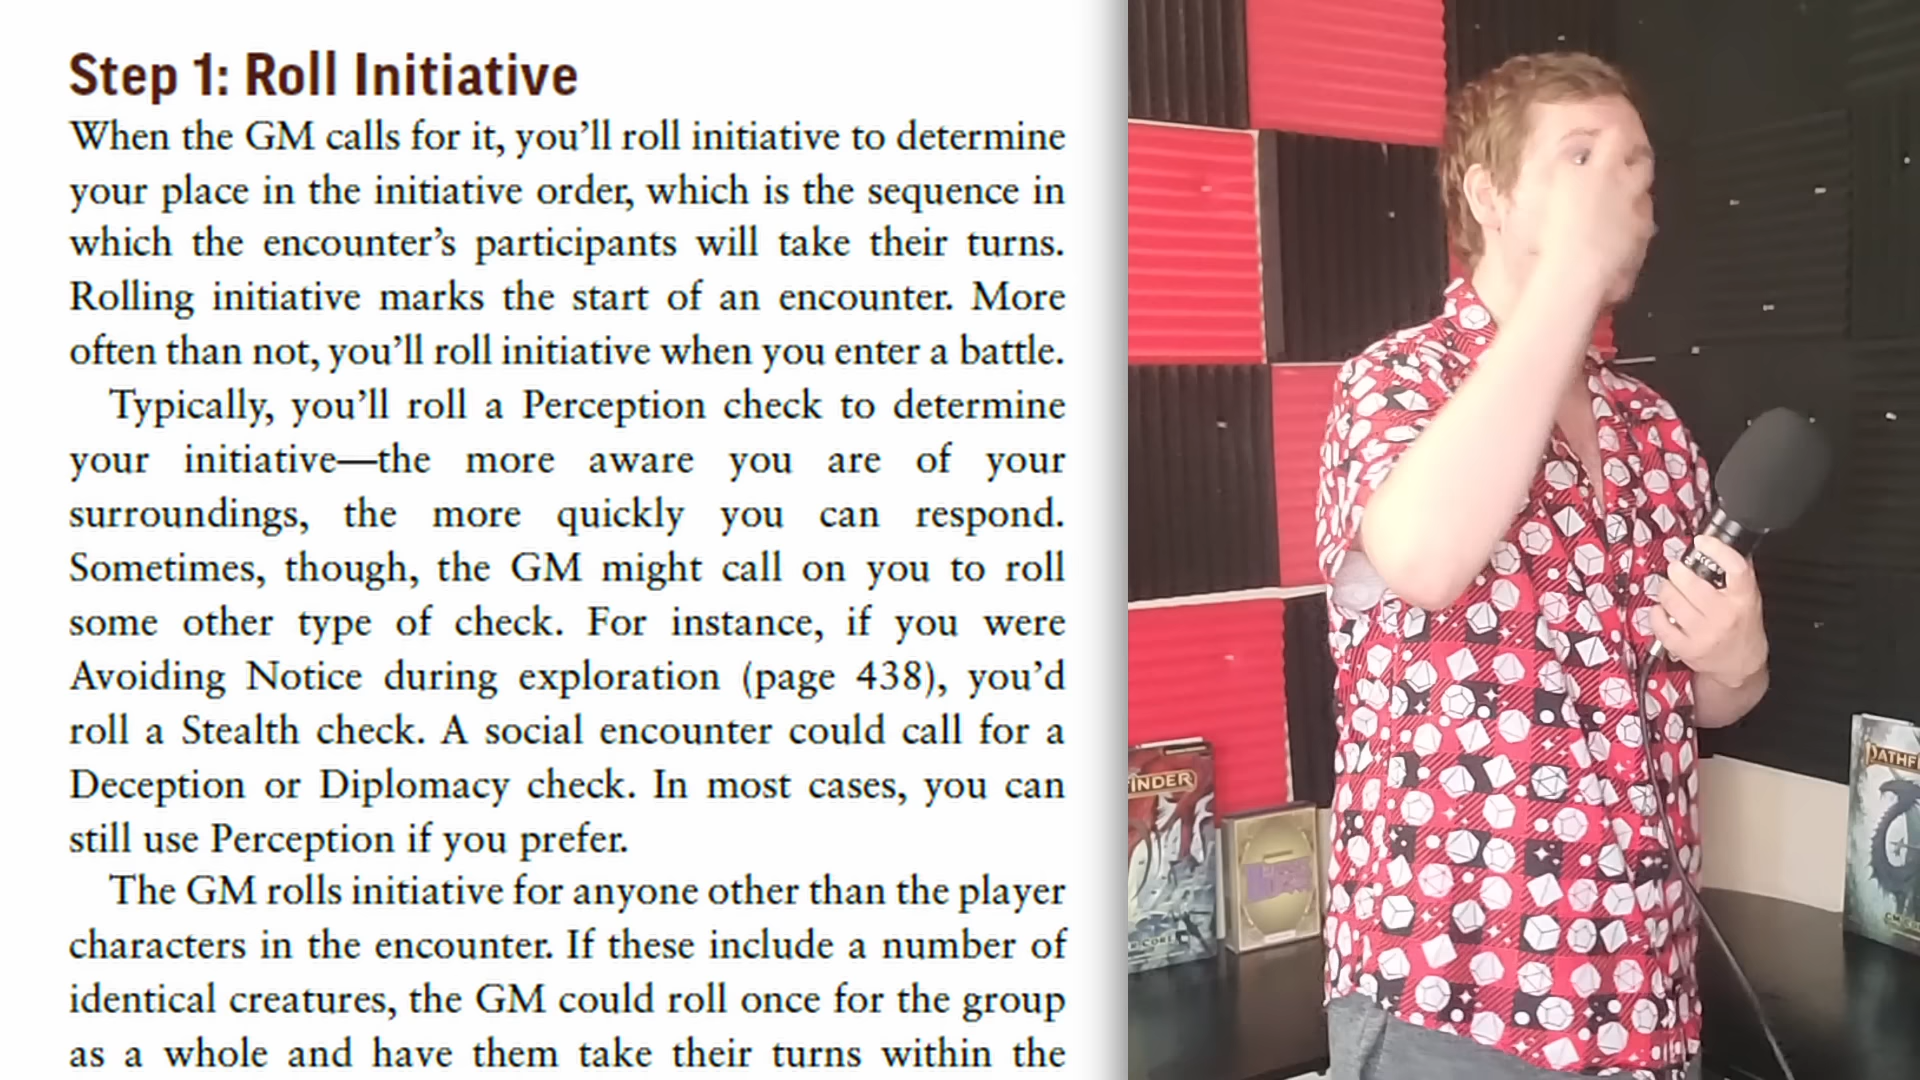 Step 1: Roll Initiative
When the GM calls for it, you'll roll initiative to determine
your place in the initiative order, which is the sequence in
which the encounter's participants will take their turns.
Rolling initiative marks the start of an encounter. More
often than not, you'll roll initiative when you enter a battle.
Typically, you'll roll a Perception check to determine
your initiative—the more aware you are of your
surroundings, the more quickly you can respond.
Sometimes, though, the GM might call on you to roll
some other type of check. For instance, if you were
Avoiding Notice during exploration (page 438), you'd
roll a Stealth check. A social encounter could call for a
Deception or Diplomacy check. In most cases, you can
still use Perception if you prefer.
The GM rolls initiative for anyone other than the player
characters in the encounter. If these include a number of
identical creatures, the GM could roll once for the group
as a whole and have them take their turns within the
INDER
CORE
PATHF
GM CO